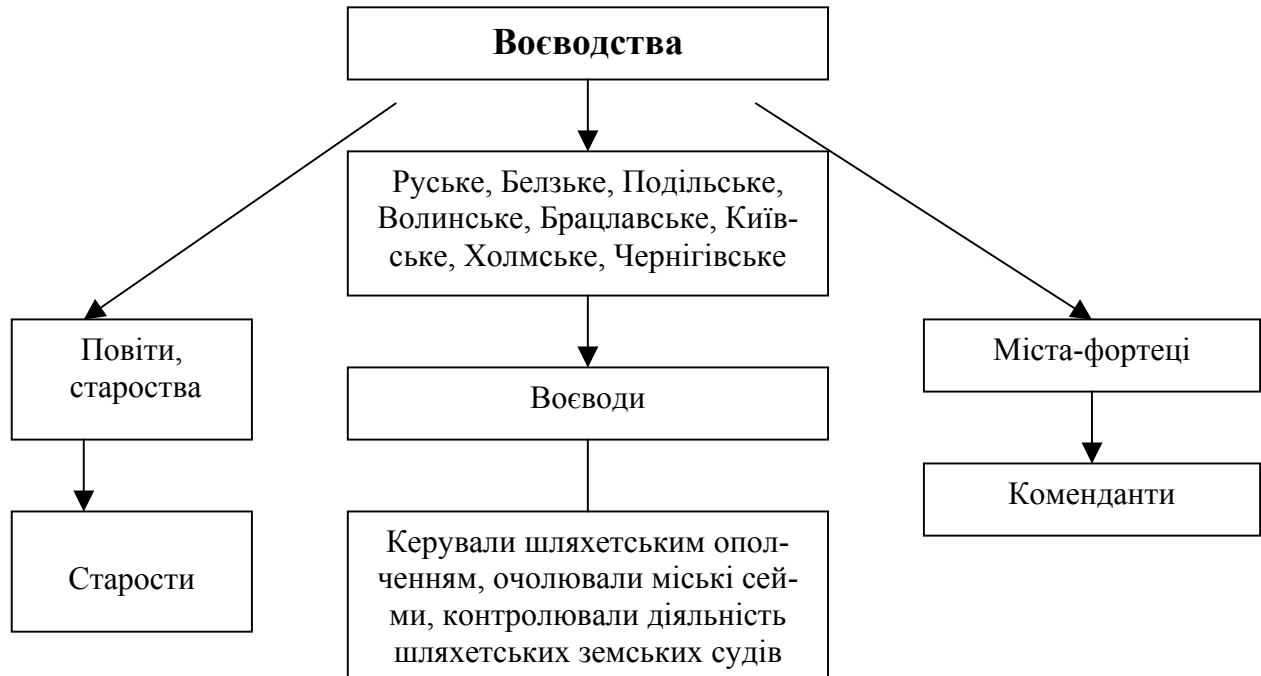 Воєводства
Руське, Белзьке, Подільське,
Волинське, Брацлавське, Київ-
ське, Холмське, Чернігівське
Повіти,
староства
Міста-фортеці
Воєводи
Коменданти
Старости
Керували шляхетським опол-
ченням, очолювали міські сей-
ми, контролювали діяльність
шляхетських земських судів